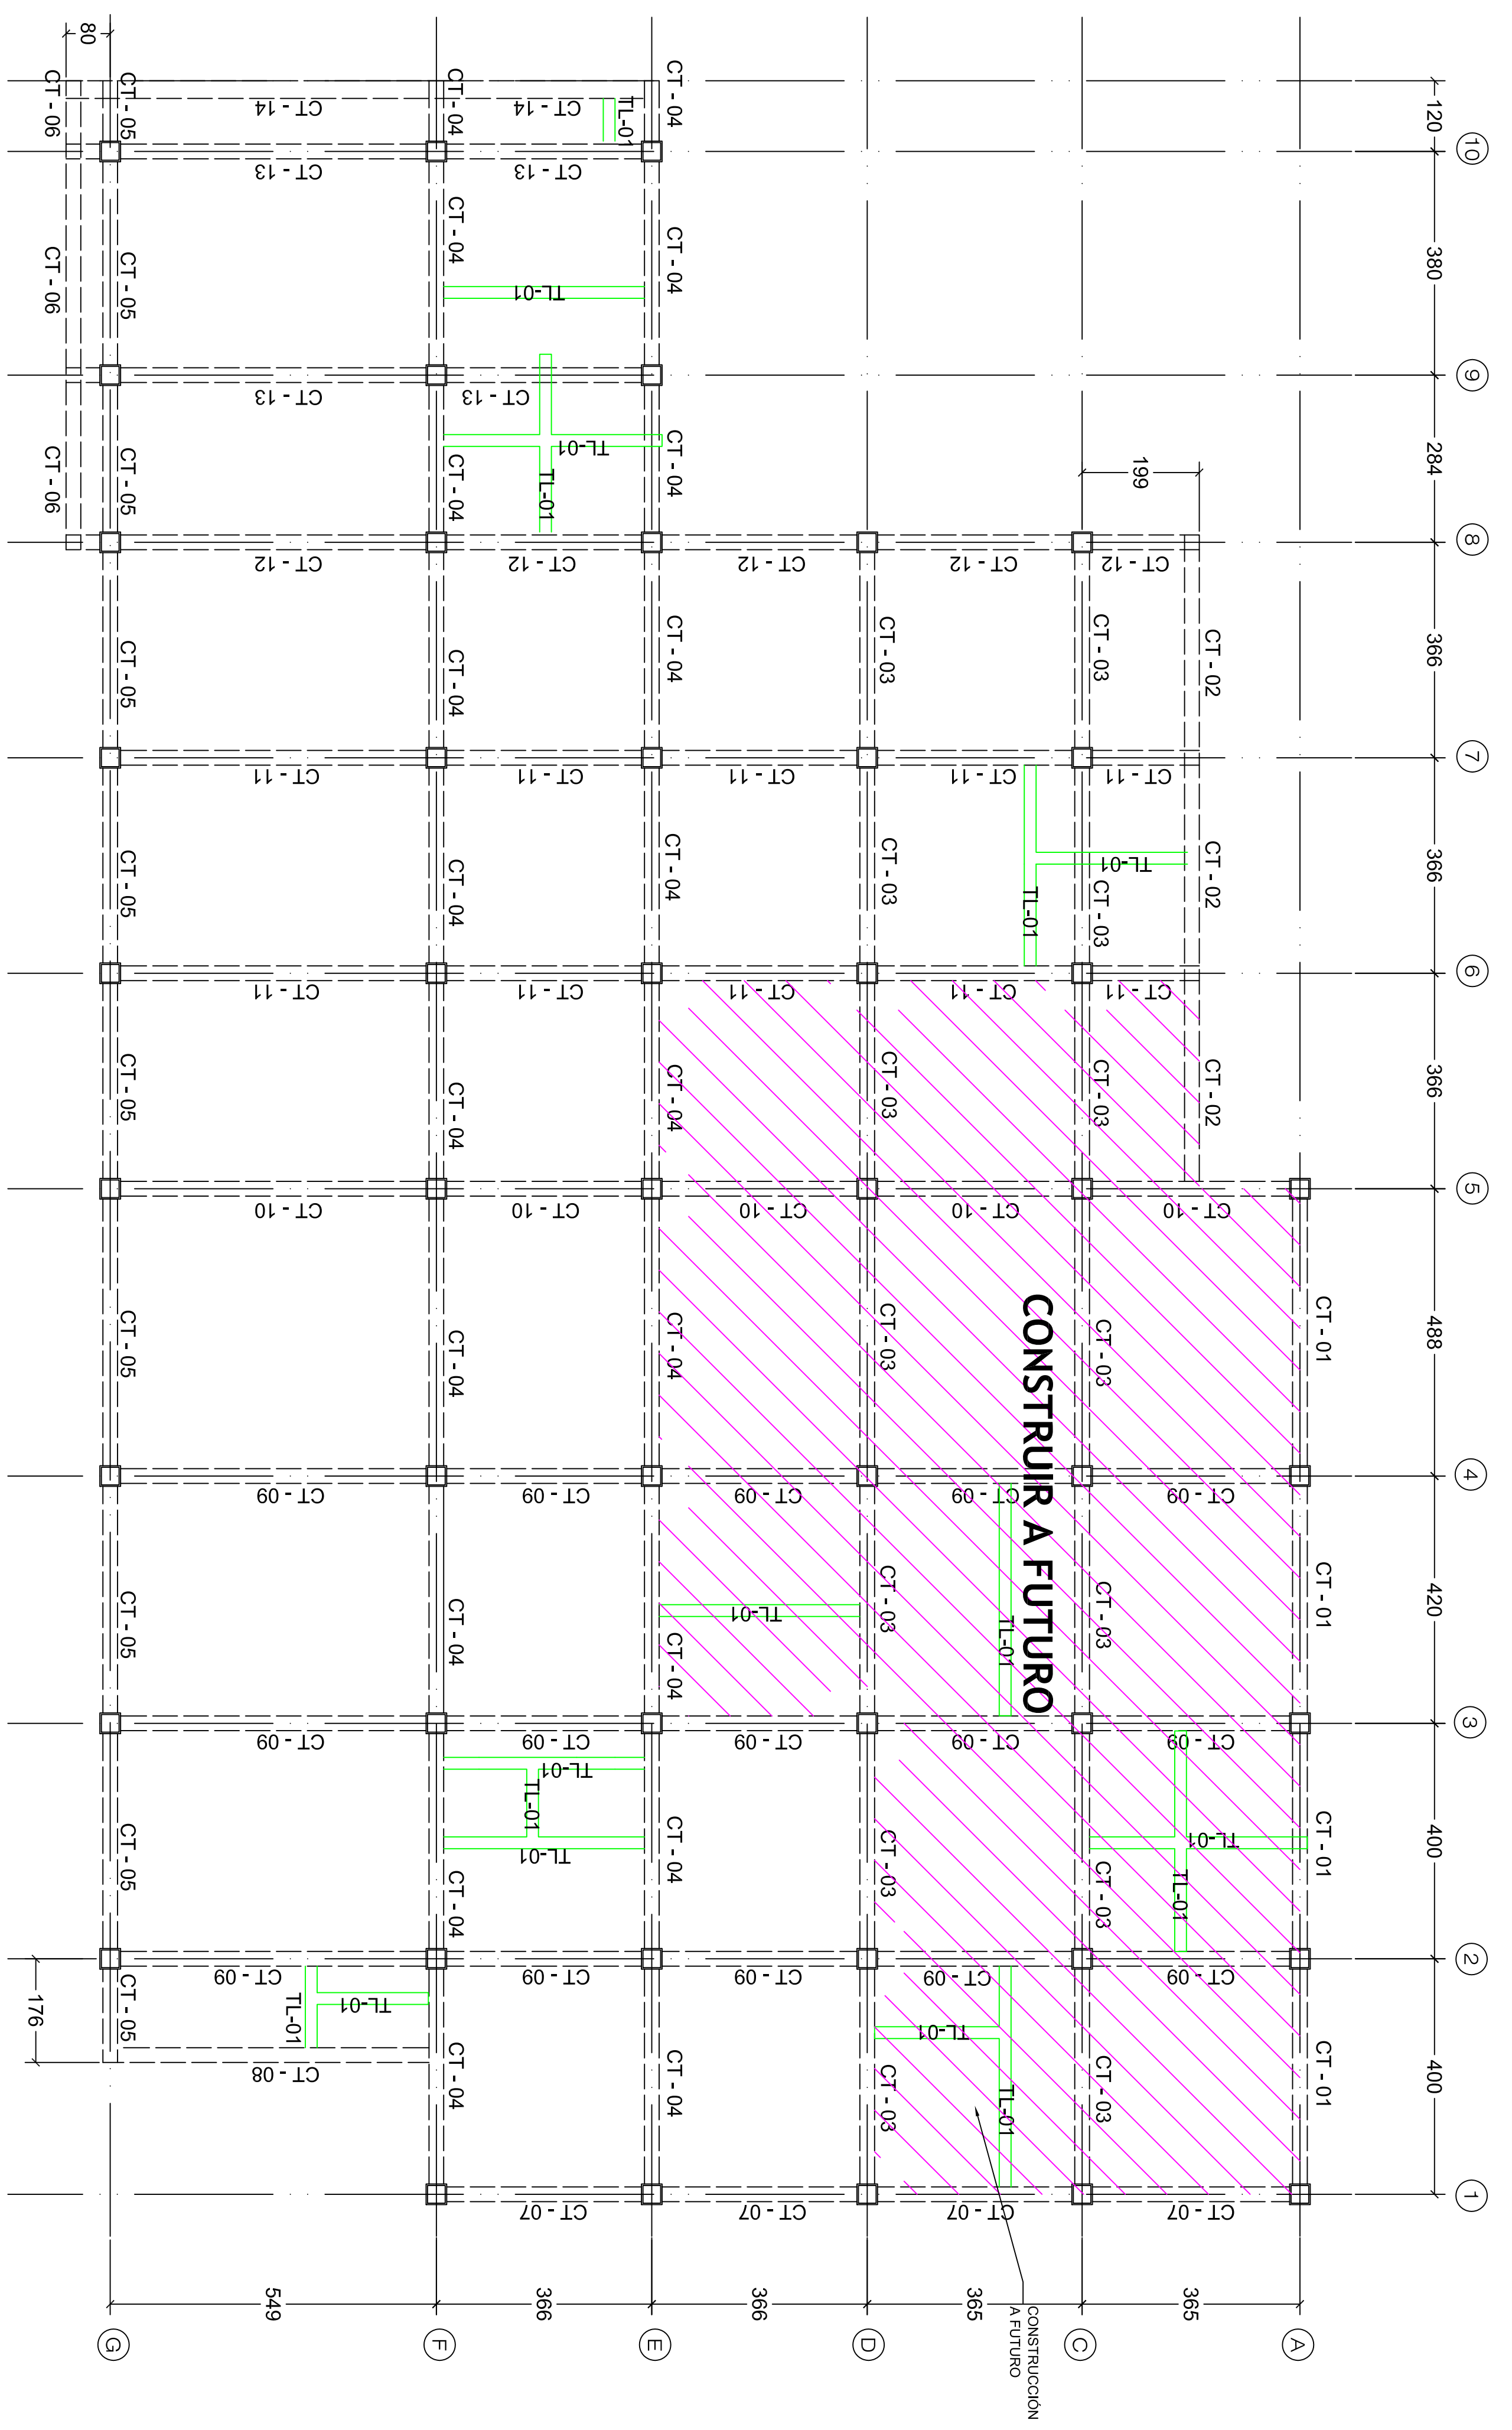 10
9
8
7
6
5
4
3
2
1
120
380
284
366
366
366
488
420
400
400
CT - 01
CT - 01
CT - 01
CT - 01
A
199
CT - 02
CT - 02
CT - 02
CT - 12
CT - 11
TL-01
CT - 11
CT - 10
CT - 09
CT - 09
TL-01
TL-01
CT - 09
CT - 07
365
CT - 03
CT - 03
CT - 03
CT - 03
CT - 03
CT - 03
CT - 03
C
CONSTRUIR A FUTURO
CONSTRUCCIÓN
A FUTURO
CT - 12
CT - 11
TL-01
CT - 11
CT - 10
CT - 09
TL-01
CT - 09
CT - 09
TL-01
TL-01
CT - 07
365
CT - 03
CT - 03
CT - 03
CT - 03
CT - 03
CT - 03
CT - 03
D
CT - 12
CT - 11
CT - 11
CT - 10
CT - 09
TL-01
CT - 09
CT - 07
366
CT - 04
CT - 04
CT - 04
CT - 04
CT - 04
CT - 04
CT - 04
CT - 04
CT - 04
CT - 04
E
TL-01
CT - 14
CT - 13
TL-01
CT - 13
TL-01
TL-01
CT - 12
CT - 11
CT - 11
CT - 10
CT - 09
CT - 09
TL-01
TL-01
TL-01
CT - 09
CT - 07
366
CT - 04
CT - 04
CT - 04
CT - 04
CT - 04
CT - 04
CT - 04
CT - 04
CT - 04
CT - 04
F
CT - 14
CT - 13
CT - 13
CT - 12
CT - 11
CT - 11
CT - 10
CT - 09
CT - 09
CT - 09
TL-01
TL-01
CT - 08
549
CT - 05
CT - 05
CT - 05
CT - 05
CT - 05
CT - 05
CT - 05
CT - 05
CT - 05
CT - 05
G
80
CT - 06
CT - 06
CT - 06
176